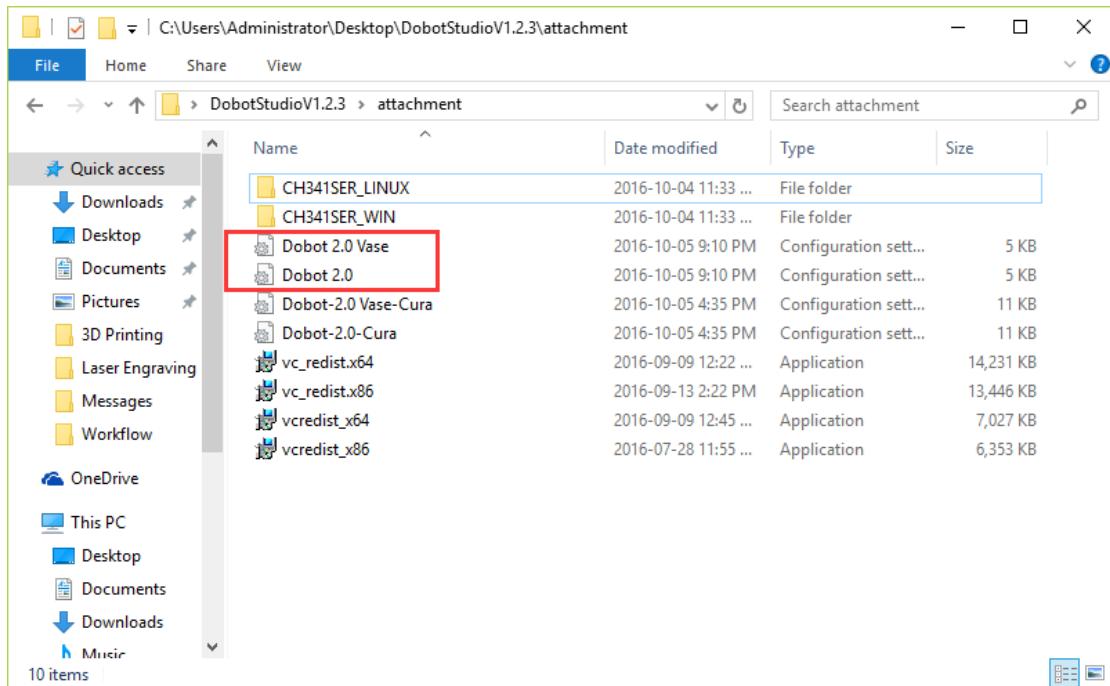 C:\Users\Administrator\Desktop\DobotStudioV1.2.3\attachment
File Home Share View
DobotStudioV1.2.3 > attachment Search attachment
Name Date modified Type Size
Quick access
Downloads
Desktop
Documents
Pictures
3D Printing
Laser Engraving
Messages
Workflow
OneDrive
This PC
Desktop
Documents
Downloads
Music
CH341SER_LINUX 2016-10-04 11:33 ... File folder
CH341SER_WIN 2016-10-04 11:33 ... File folder
Dobot 2.0 Vase 2016-10-05 9:10 PM Configuration sett... 5 KB
Dobot 2.0 2016-10-05 9:10 PM Configuration sett... 5 KB
Dobot-2.0 Vase-Cura 2016-10-05 4:35 PM Configuration sett... 11 KB
Dobot-2.0-Cura 2016-10-05 4:35 PM Configuration sett... 11 KB
vc_redist.x64 2016-09-09 12:22 ... Application 14,231 KB
vc_redist.x86 2016-09-13 2:22 PM Application 13,446 KB
vcredist_x64 2016-09-09 12:45 ... Application 7,027 KB
vcredist_x86 2016-07-28 11:55 ... Application 6,353 KB
10 items